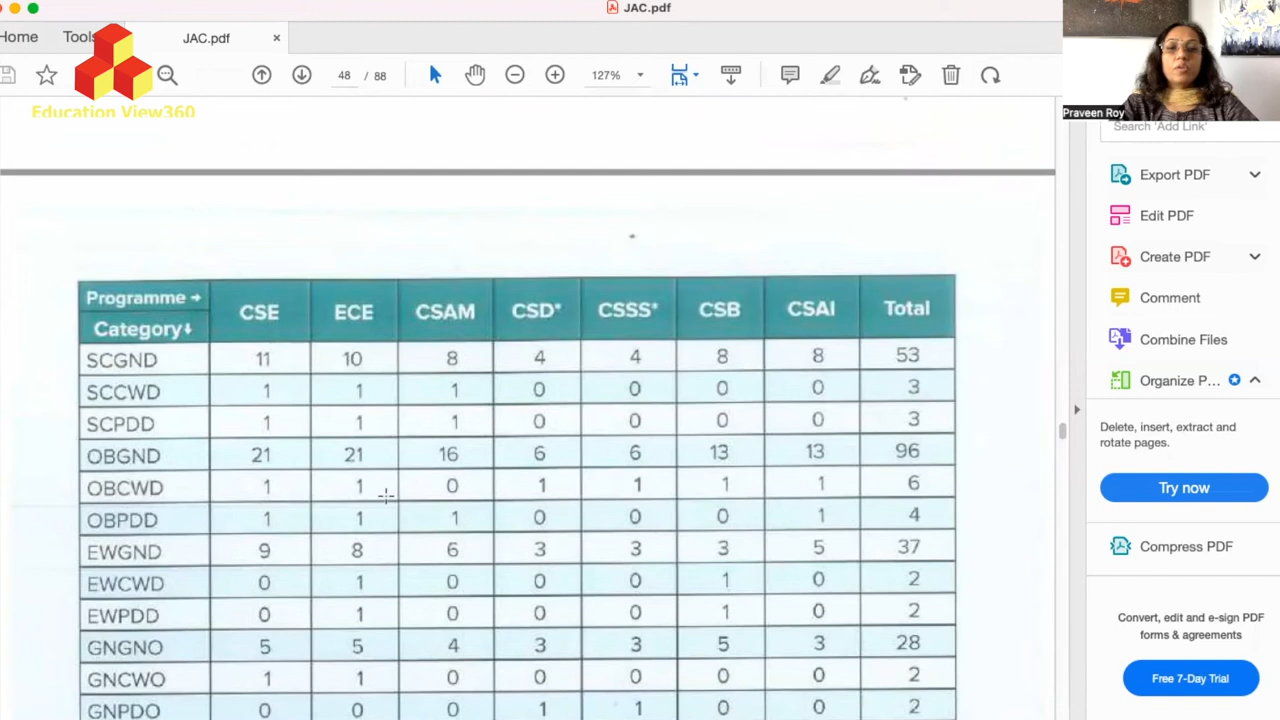 JAC.pdf
Home Tools JAC.pdf ×
48 / 88 127%
Education View360
Praveen Roy
Search 'Add Link'
Export PDF
Edit PDF
Create PDF
Comment
Combine Files
Organize P...
Delete, insert, extract and
rotate pages.
Try now
Compress PDF
Convert, edit and e-sign PDF
forms & agreements
Free 7-Day Trial
Programme → CSE ECE CSAM CSD* CSSS* CSB CSAI Total
Category↓
SCGND 11 10 8 4 4 8 8 53
SCCWD 1 1 1 0 0 0 0 3
SCPDD 1 1 1 0 0 0 0 3
OBGND 21 21 16 6 6 13 13 96
OBCWD 1 1 0 1 1 1 1 6
OBPDD 1 1 1 0 0 0 1 4
EWGND 9 8 6 3 3 3 5 37
EWCWD 0 1 0 0 0 1 0 2
EWPDD 0 1 0 0 0 1 0 2
GNGNO 5 5 4 3 3 5 3 28
GNCWO 1 1 0 0 0 0 0 2
GNPDO 0 0 0 1 1 0 0 2